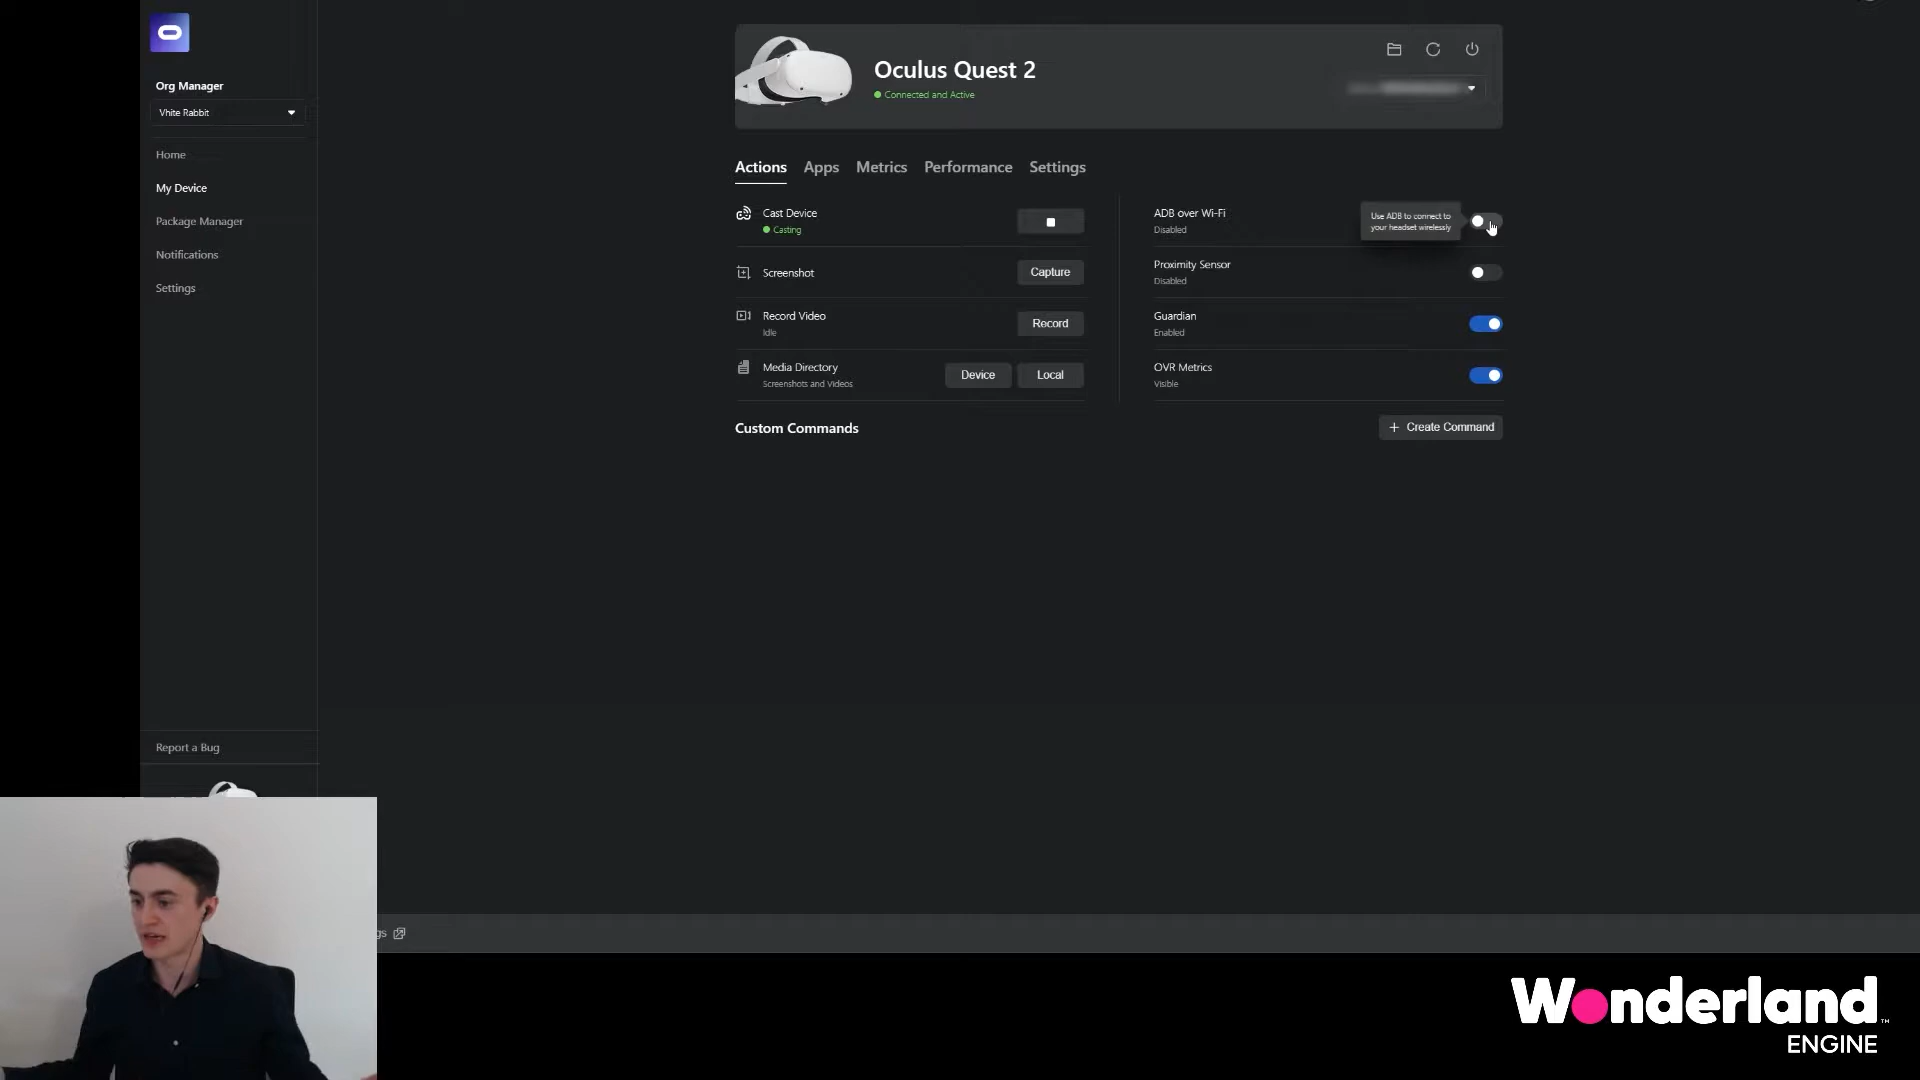 Org Manager
Vhite Rabbit
Home
My Device
Package Manager
Notifications
Settings
Report a Bug
Oculus Quest 2
Connected and Active
Actions Apps Metrics Performance Settings
Cast Device
Casting
Screenshot
Capture
Record Video
Idle
Record
Media Directory
Screenshots and Videos
Device Local
ADB over Wi-Fi
Disabled
Use ADB to connect to
your headset wirelessly
Proximity Sensor
Disabled
Guardian
Enabled
OVR Metrics
Visible
Custom Commands
+ Create Command
gs
Wonderland™
ENGINE